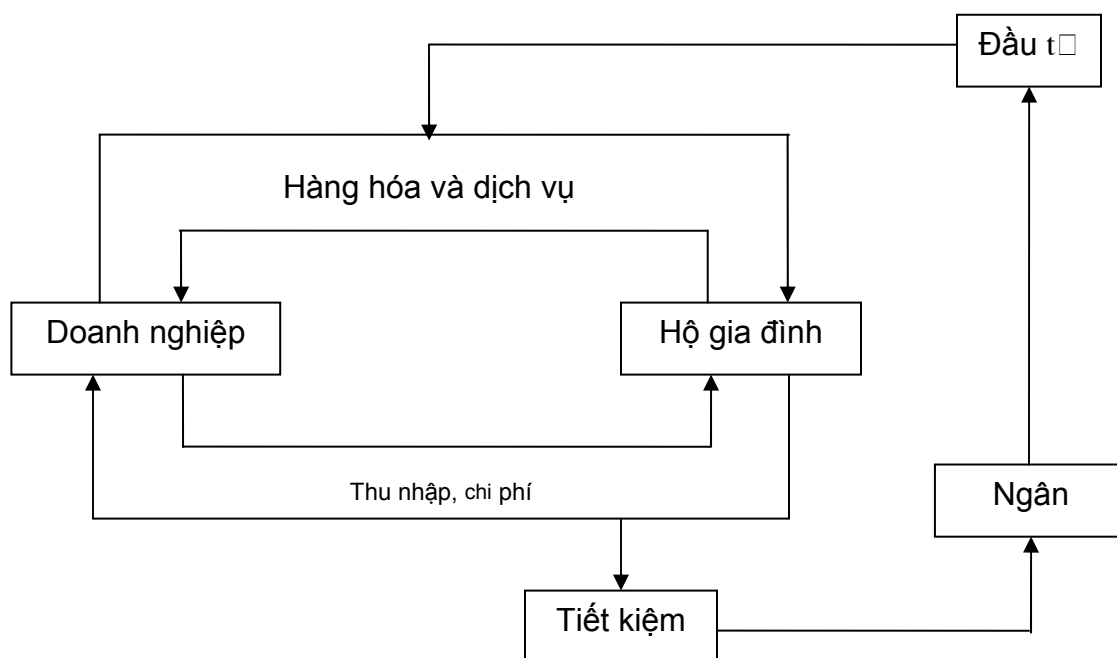 Đầu t□
Hàng hóa và dịch vụ
Doanh nghiệp
Hộ gia đình
Thu nhập, chi phí
Ngân
Tiết kiệm